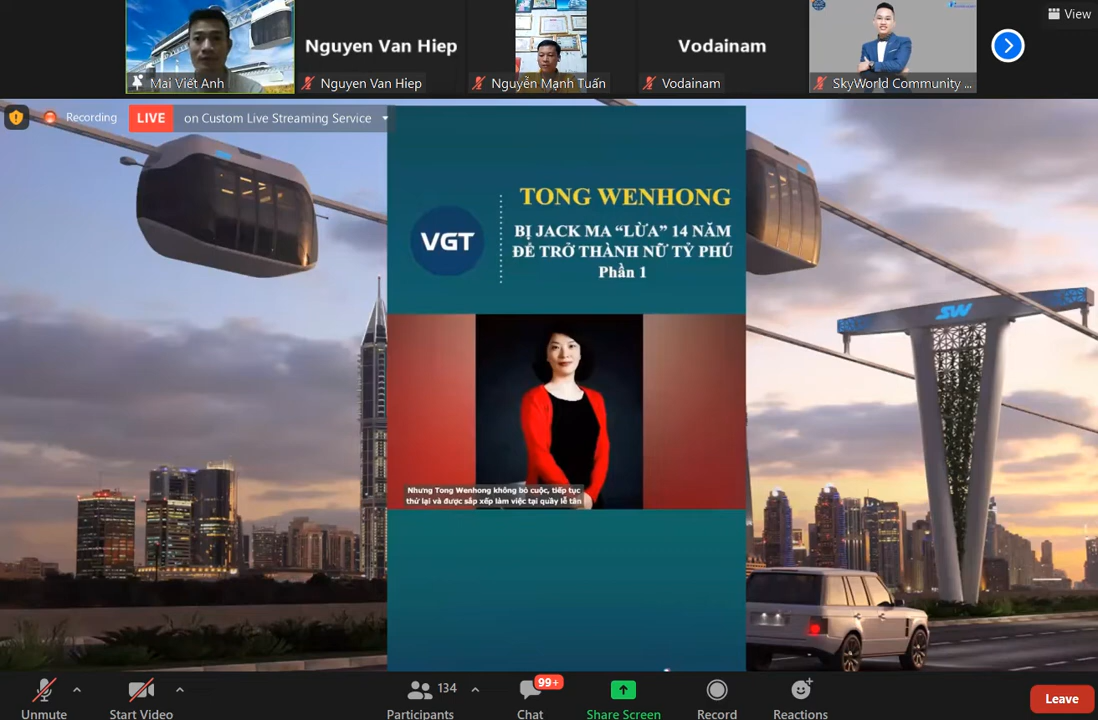 View
Nguyen Van Hiep
Vodainam
Mai Viết Anh
Nguyen Van Hiep
Nguyễn Mạnh Tuấn
Vodainam
SkyWorld Community ...
Recording
LIVE
on Custom Live Streaming Service
TONG WENHONG
VGT
BỊ JACK MA “LỪA” 14 NĂM
ĐỂ TRỞ THÀNH NỮ TỶ PHÚ
Phần 1
SW
Nhưng Tong Wenhong không bỏ cuộc, tiếp tục
thử lại và được sắp xếp làm việc tại quầy lễ tân
134
99+
Unmute
Start Video
Participants
Chat
Share Screen
Record
Reactions
Leave